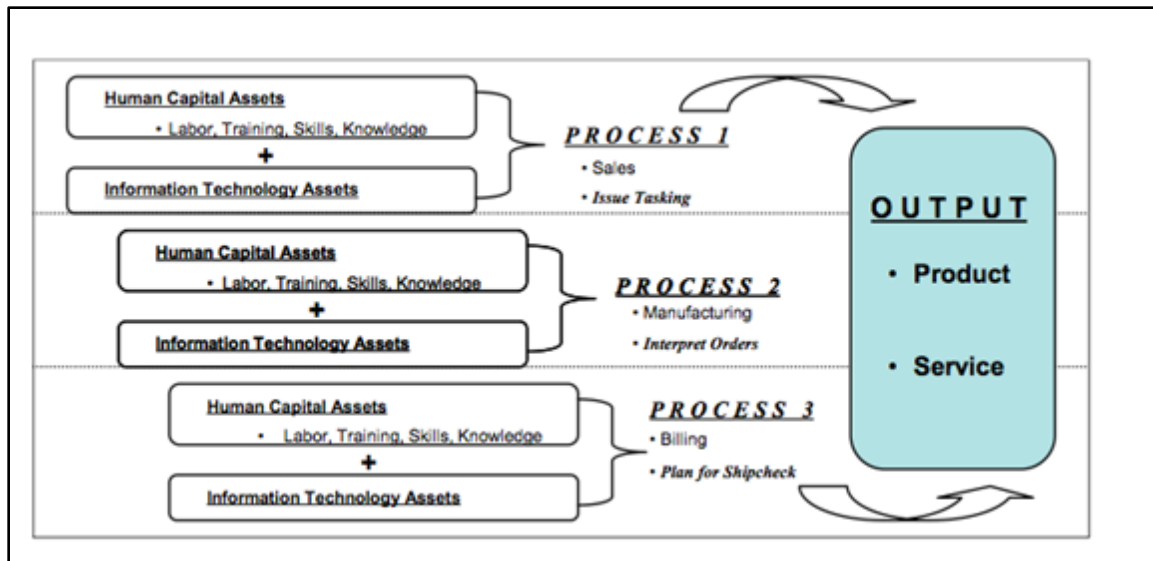 Human Capital Assets
• Labor, Training, Skills, Knowledge
+
Information Technology Assets
PROCESS 1
• Sales
• Issue Tasking
Human Capital Assets
• Labor, Training, Skills, Knowledge
+
Information Technology Assets
PROCESS 2
• Manufacturing
• Interpret Orders
Human Capital Assets
• Labor, Training, Skills, Knowledge
+
Information Technology Assets
PROCESS 3
• Billing
• Plan for Shipcheck
OUTPUT
• Product
• Service